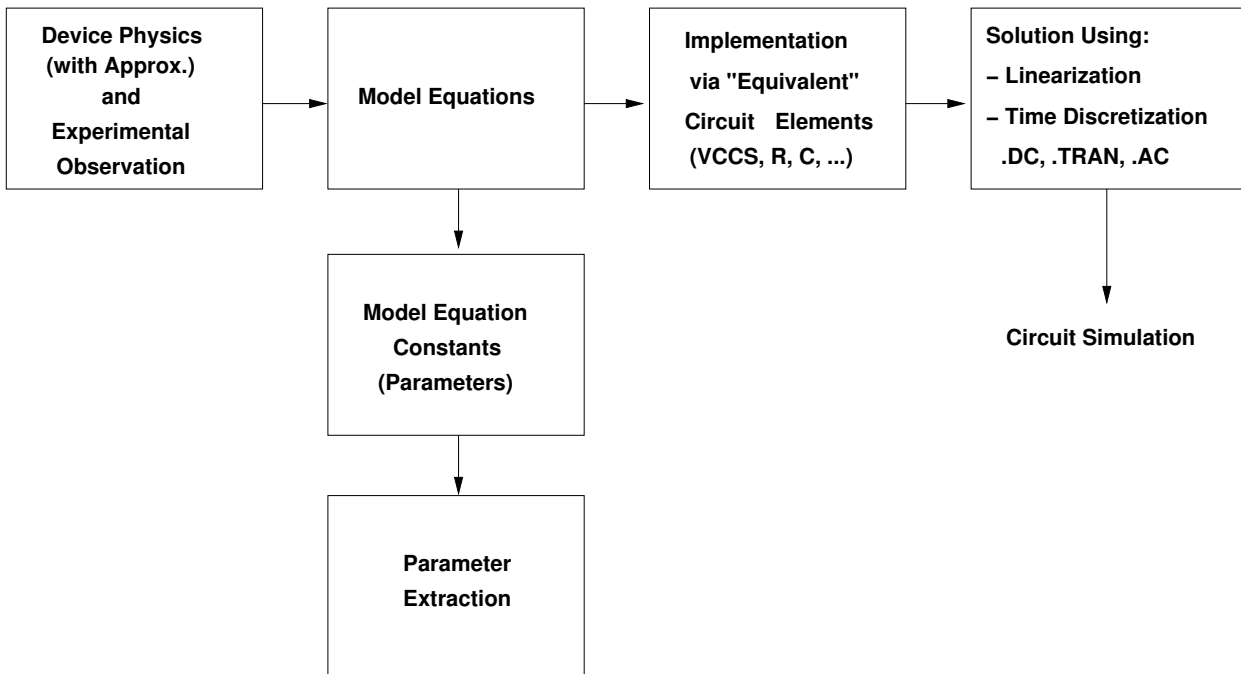 Device Physics
(with Approx.)
and
Experimental
Observation
Model Equations
Implementation
via "Equivalent"
Circuit Elements
(VCCS, R, C, ...)
Solution Using:
– Linearization
– Time Discretization
.DC, .TRAN, .AC
Model Equation
Constants
(Parameters)
Circuit Simulation
Parameter
Extraction